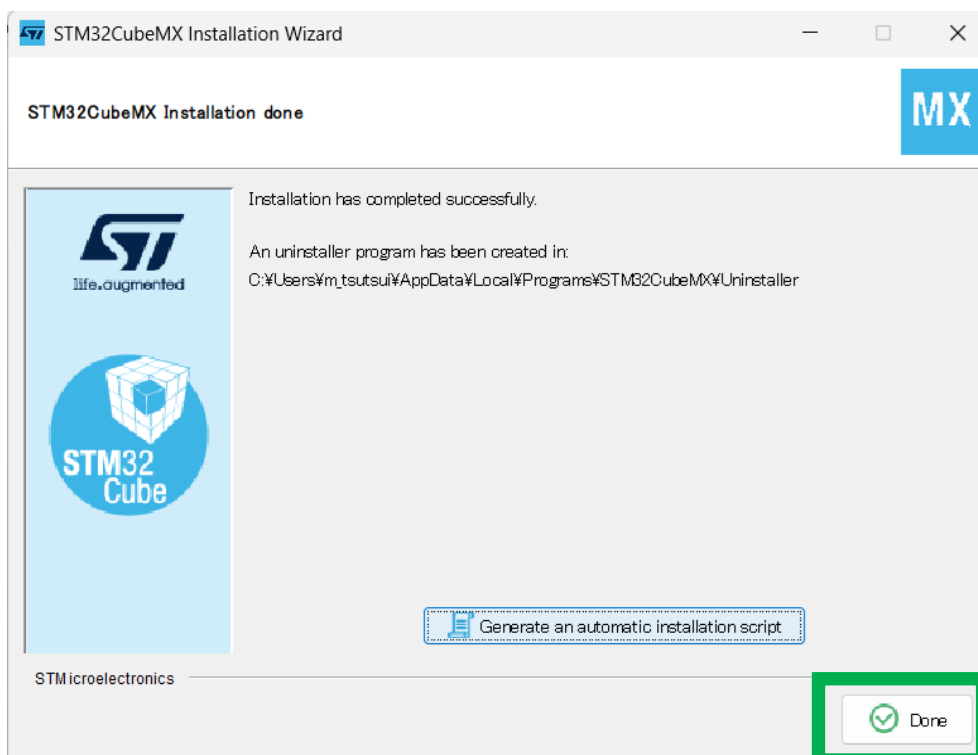 STM32CubeMX Installation Wizard
STM32CubeMX Installation done
MX
Installation has completed successfully.
An uninstaller program has been created in:
C:¥Users¥m_tsutsui¥AppData¥Local¥Programs¥STM32CubeMX¥Uninstaller
ST
life.augmented
STM32
Cube
Generate an automatic installation script
STMicroelectronics
Done